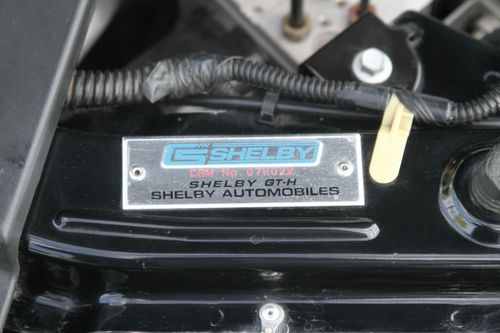 SHELBY
CSM No. 07H022
SHELBY GT-H
SHELBY AUTOMOBILES